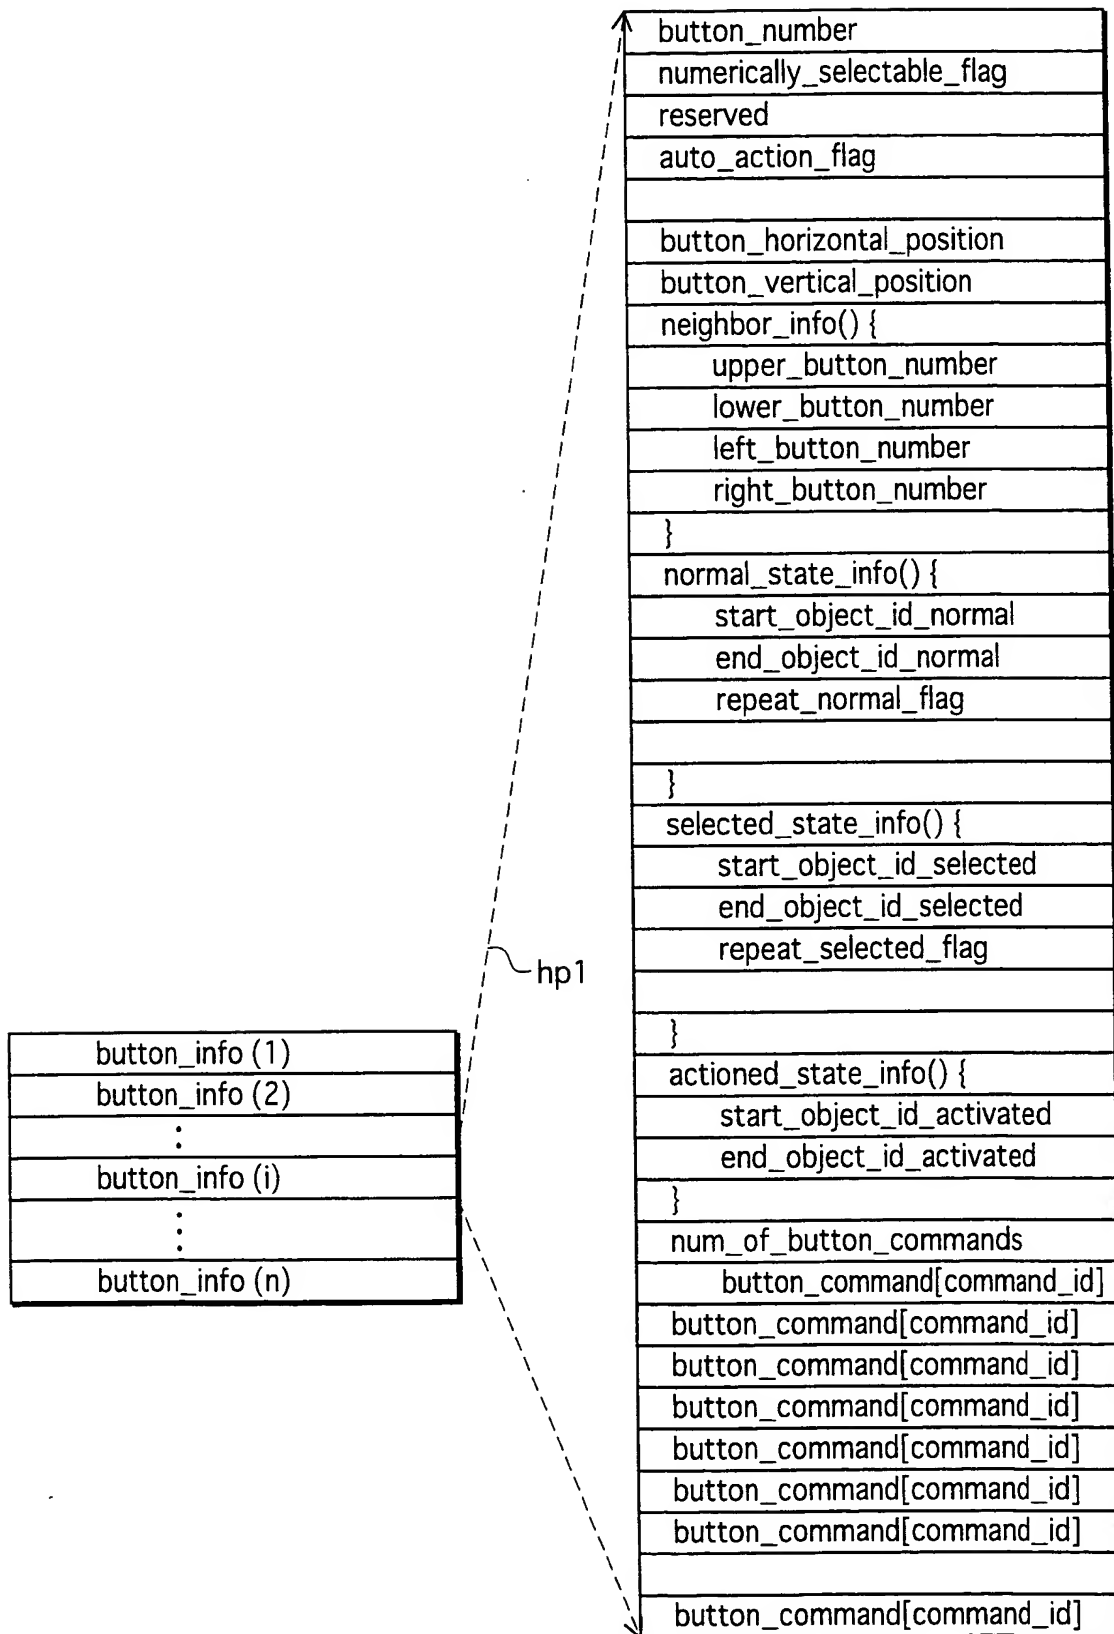 button_number
numerically_selectable_flag
reserved
auto_action_flag
button_horizontal_position
button_vertical_position
neighbor_info() {
upper_button_number
lower_button_number
left_button_number
right_button_number
}
normal_state_info() {
start_object_id_normal
end_object_id_normal
repeat_normal_flag
}
selected_state_info() {
start_object_id_selected
end_object_id_selected
repeat_selected_flag
}
actioned_state_info() {
start_object_id_activated
end_object_id_activated
}
num_of_button_commands
button_command[command_id]
button_command[command_id]
button_command[command_id]
button_command[command_id]
button_command[command_id]
button_command[command_id]
button_command[command_id]
button_command[command_id]
hp1
button_info (1)
button_info (2)
⋮
button_info (i)
⋮
button_info (n)